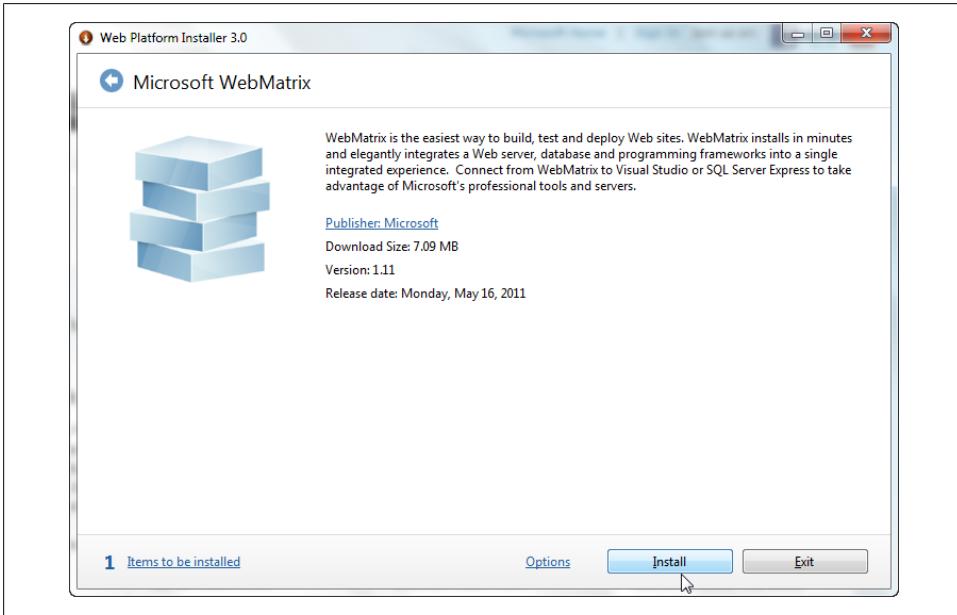 Web Platform Installer 3.0
Microsoft WebMatrix
WebMatrix is the easiest way to build, test and deploy Web sites. WebMatrix installs in minutes
and elegantly integrates a Web server, database and programming frameworks into a single
integrated experience.  Connect from WebMatrix to Visual Studio or SQL Server Express to take
advantage of Microsoft's professional tools and servers.
Publisher: Microsoft
Download Size: 7.09 MB
Version: 1.11
Release date: Monday, May 16, 2011
1 Items to be installed
Options
Install
Exit